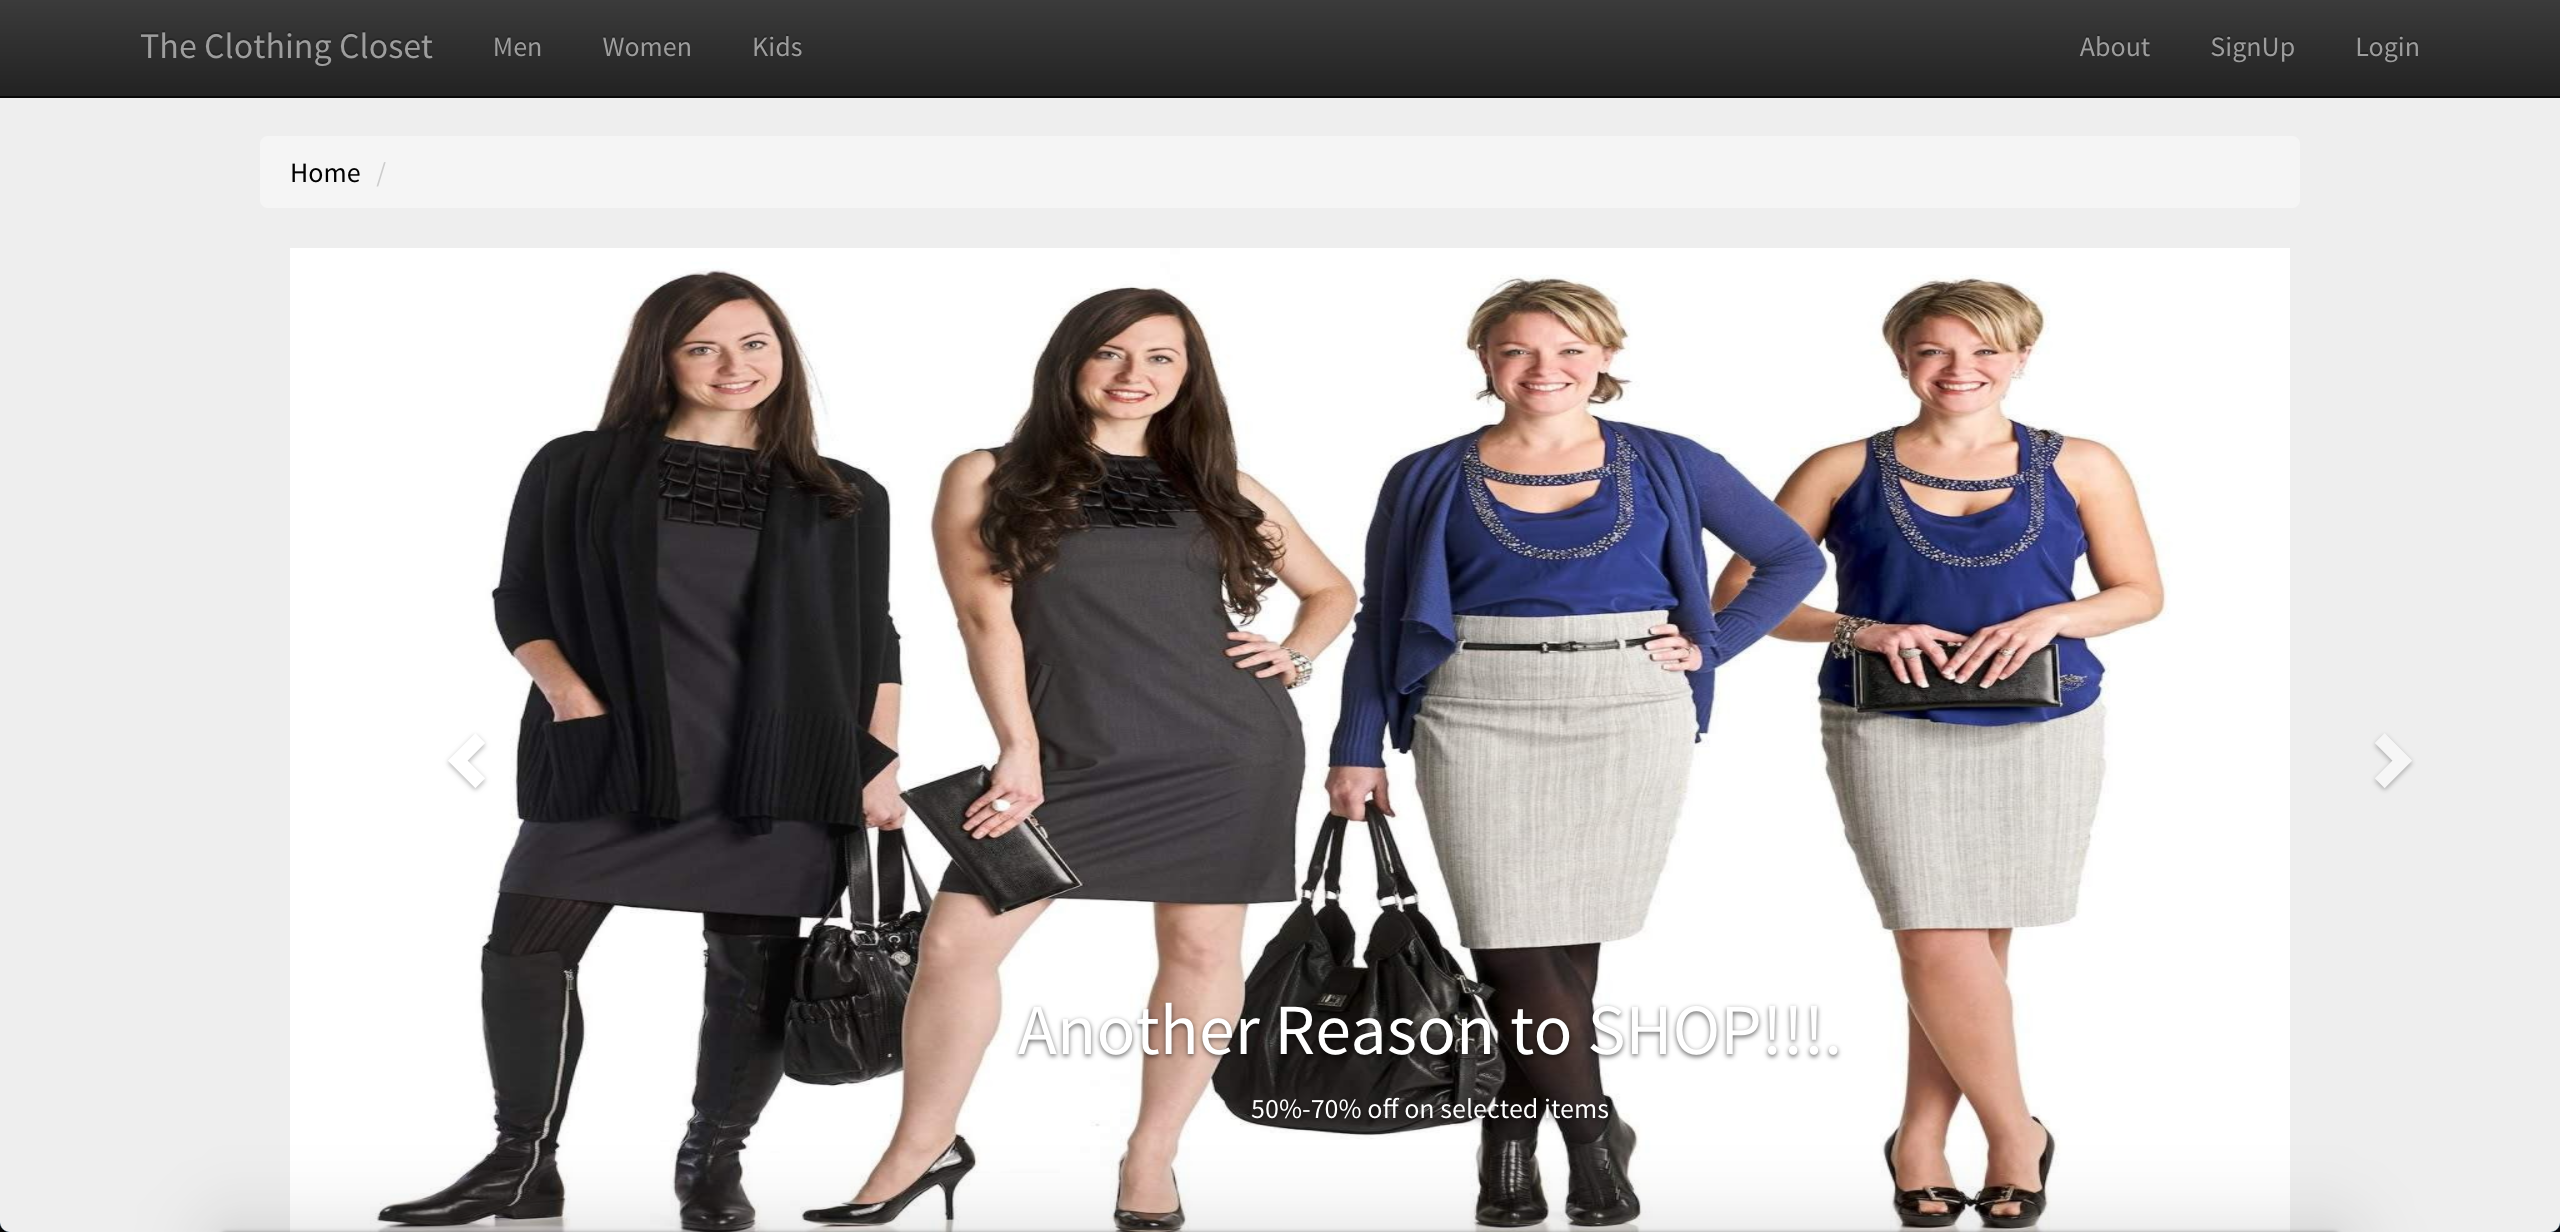 The Clothing Closet Men Women Kids About SignUp Login
Home /
Another Reason to SHOP!!!.
50%-70% off on selected items